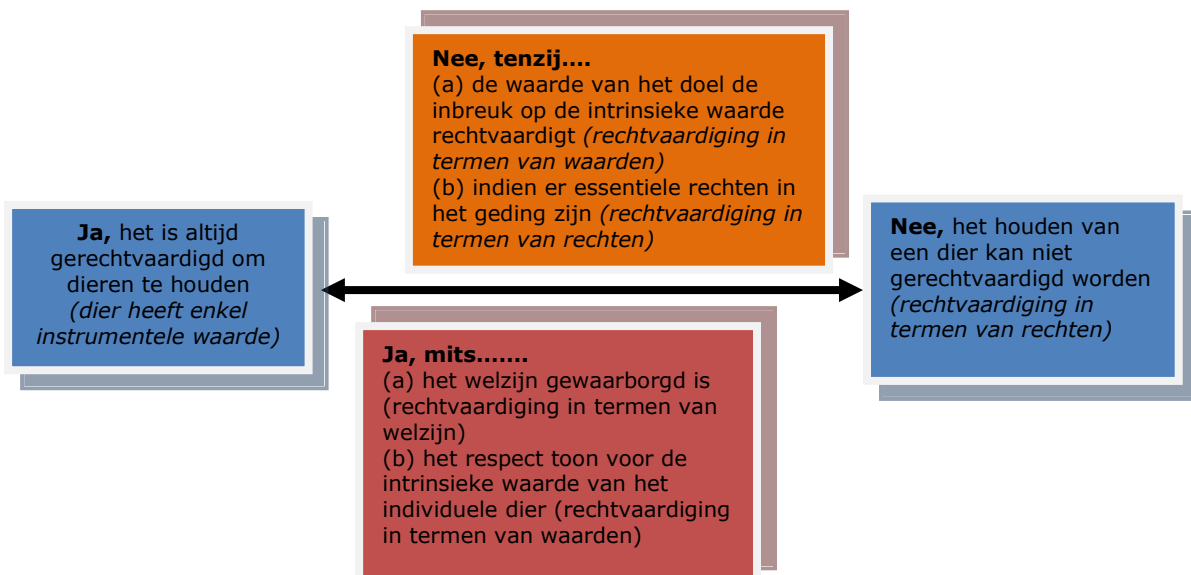 Nee, tenzij....
(a) de waarde van het doel de
inbreuk op de intrinsieke waarde
rechtvaardigt (rechtvaardiging in
termen van waarden)
(b) indien er essentiele rechten in
het geding zijn (rechtvaardiging in
termen van rechten)
Ja, het is altijd
gerechtvaardigd om
dieren te houden
(dier heeft enkel
instrumentele waarde)
Nee, het houden van
een dier kan niet
gerechtvaardigd worden
(rechtvaardiging in
termen van rechten)
Ja, mits.......
(a) het welzijn gewaarborgd is
(rechtvaardiging in termen van
welzijn)
(b) het respect toon voor de
intrinsieke waarde van het
individuele dier (rechtvaardiging
in termen van waarden)